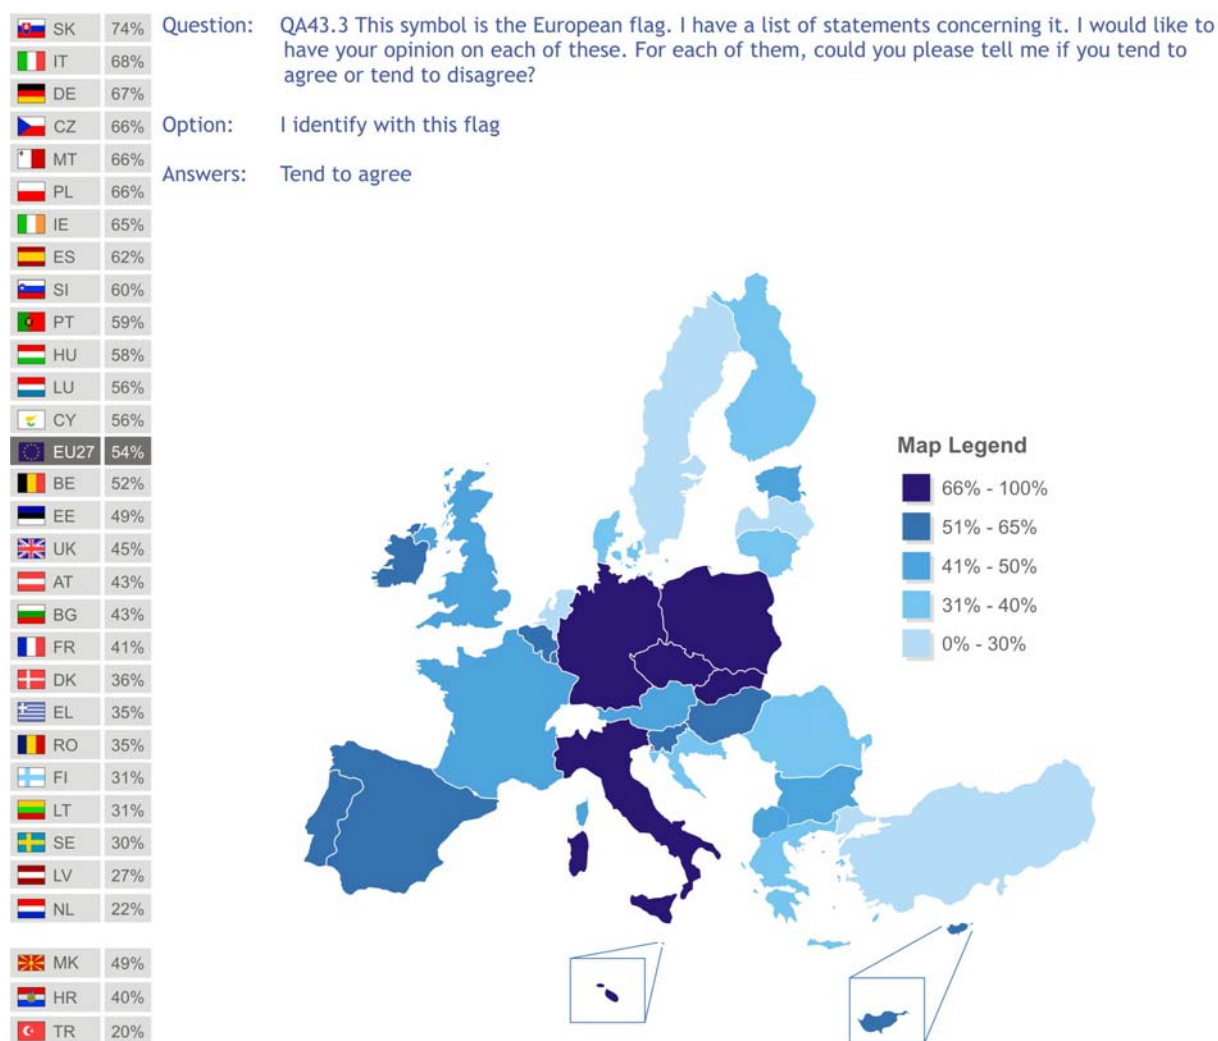 Question: QA43.3 This symbol is the European flag. I have a list of statements concerning it. I would like to
have your opinion on each of these. For each of them, could you please tell me if you tend to
agree or tend to disagree?
Option: I identify with this flag
Answers: Tend to agree
SK 74%
IT 68%
DE 67%
CZ 66%
MT 66%
PL 66%
IE 65%
ES 62%
SI 60%
PT 59%
HU 58%
LU 56%
CY 56%
EU27 54%
BE 52%
EE 49%
UK 45%
AT 43%
BG 43%
FR 41%
DK 36%
EL 35%
RO 35%
FI 31%
LT 31%
SE 30%
LV 27%
NL 22%
MK 49%
HR 40%
TR 20%
Map Legend
66% - 100%
51% - 65%
41% - 50%
31% - 40%
0% - 30%